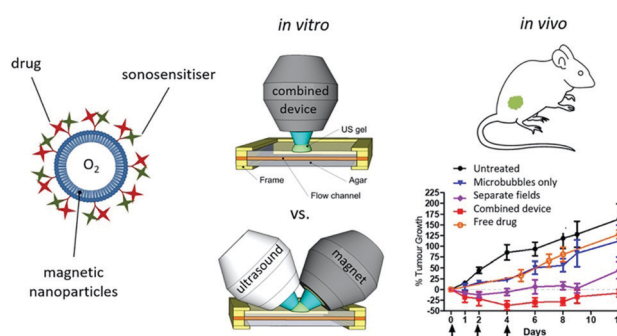 in vitro
in vivo
drug
sonosensitiser
O2
magnetic
nanoparticles
combined
device
US gel
Frame
Flow channel
Agar
vs.
ultrasound
magnet
Untreated
Microbubbles only
Separate fields
Combined device
Free drug
% Tumour Growth
225
200
175
150
125
100
75
50
25
0
-25
-50
0 2 4 6 8 10
Days